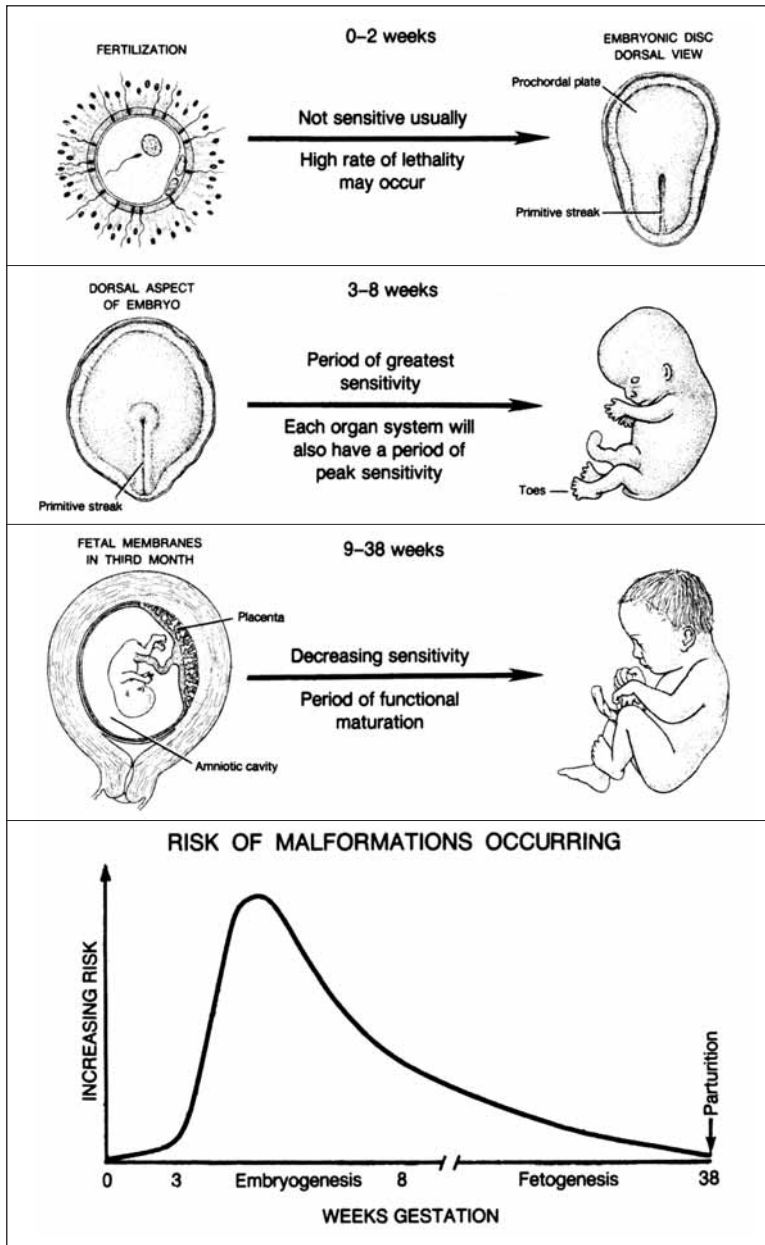 0–2 weeks
FERTILIZATION
EMBRYONIC DISC
DORSAL VIEW
Prochordal plate
Not sensitive usually
High rate of lethality
may occur
Primitive streak
3–8 weeks
DORSAL ASPECT
OF EMBRYO
Period of greatest
sensitivity
Each organ system will
also have a period of
peak sensitivity
Primitive streak
Toes
9–38 weeks
FETAL MEMBRANES
IN THIRD MONTH
Placenta
Decreasing sensitivity
Period of functional
maturation
Amniotic cavity
RISK OF MALFORMATIONS OCCURRING
INCREASING RISK
Parturition
0 3 Embryogenesis 8 Fetogenesis 38
WEEKS GESTATION